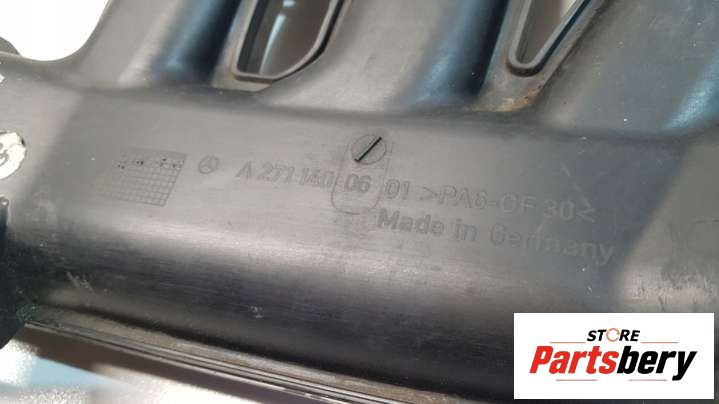 A 271 140 06 01 >PA6-GF30<
Made in Germany
STORE
Partsbery